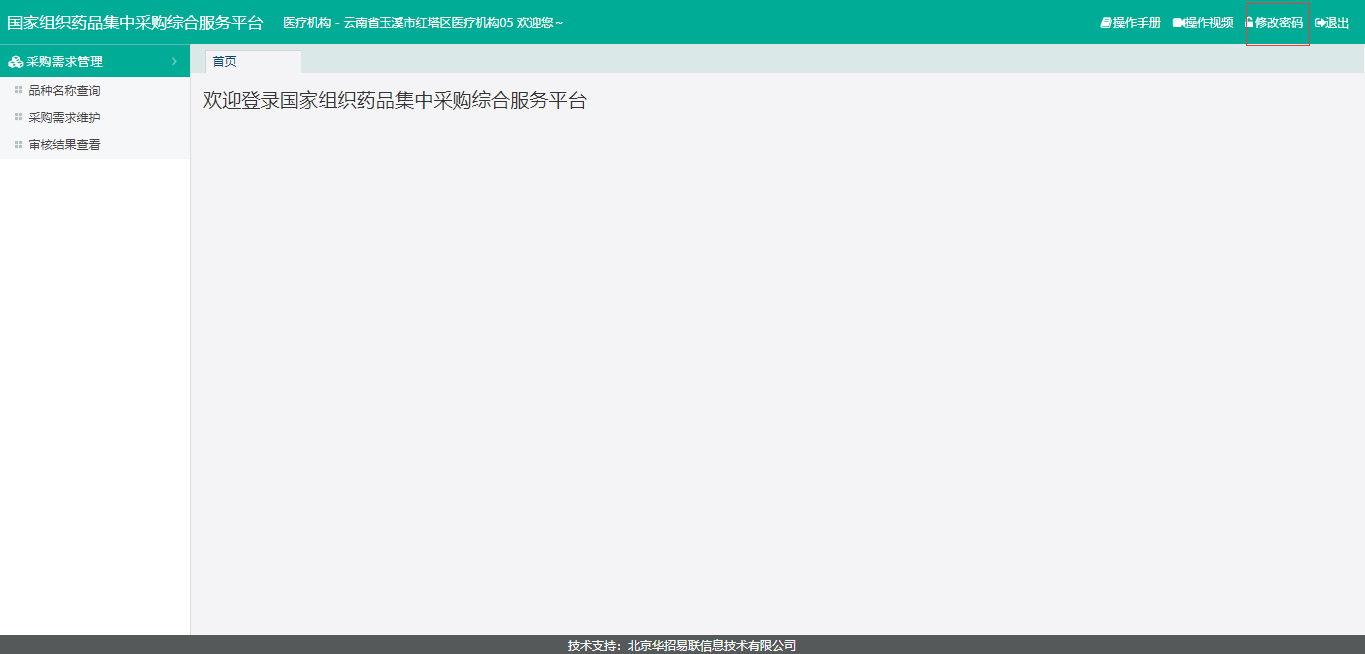 国家组织药品集中采购综合服务平台 医疗机构 - 云南省玉溪市红塔区医疗机构05 欢迎您～ 操作手册 操作视频 修改密码 退出
采购需求管理
首页
品种名称查询
采购需求维护
审核结果查看
欢迎登录国家组织药品集中采购综合服务平台
技术支持：北京华招易联信息技术有限公司